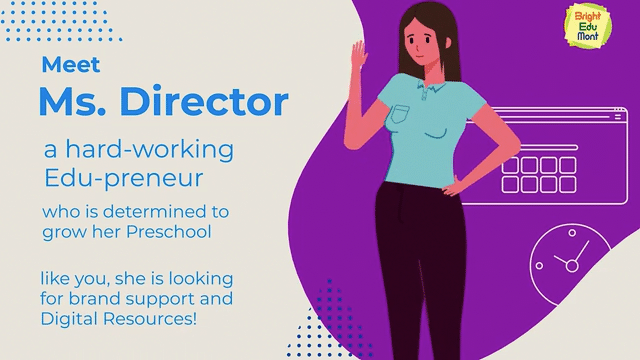 Bright
Edu
Mont
Meet
Ms. Director
a hard-working
Edu-preneur
who is determined to
grow her Preschool
like you, she is looking
for brand support and
Digital Resources!